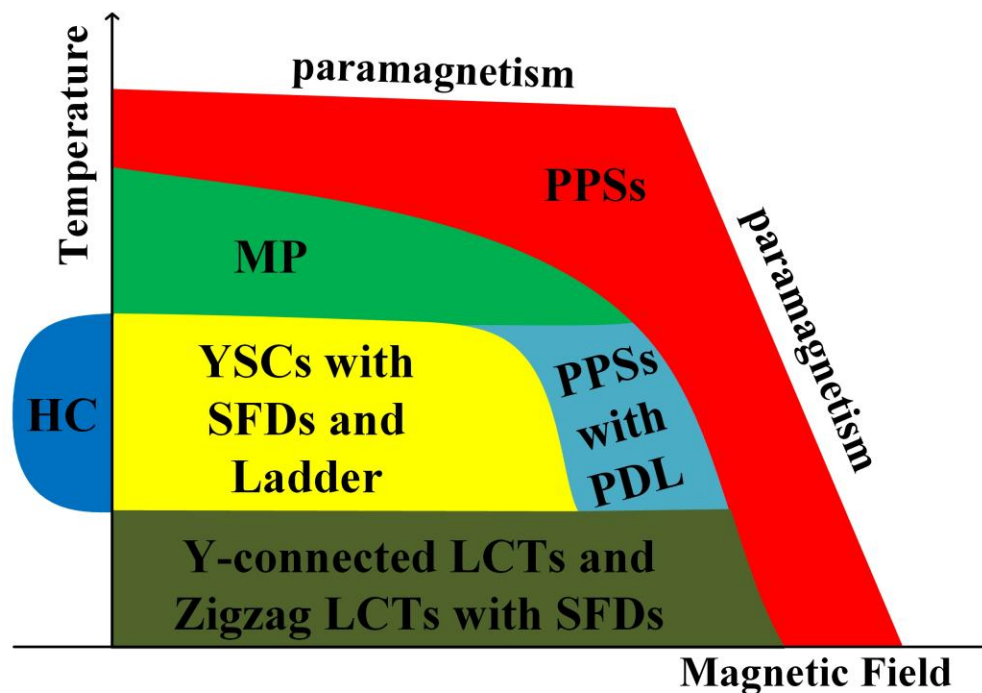 Temperature
paramagnetism
PPSs
paramagnetism
MP
HC
YSCs with
SFDs and
Ladder
PPSs
with
PDL
Y-connected LCTs and
Zigzag LCTs with SFDs
Magnetic Field